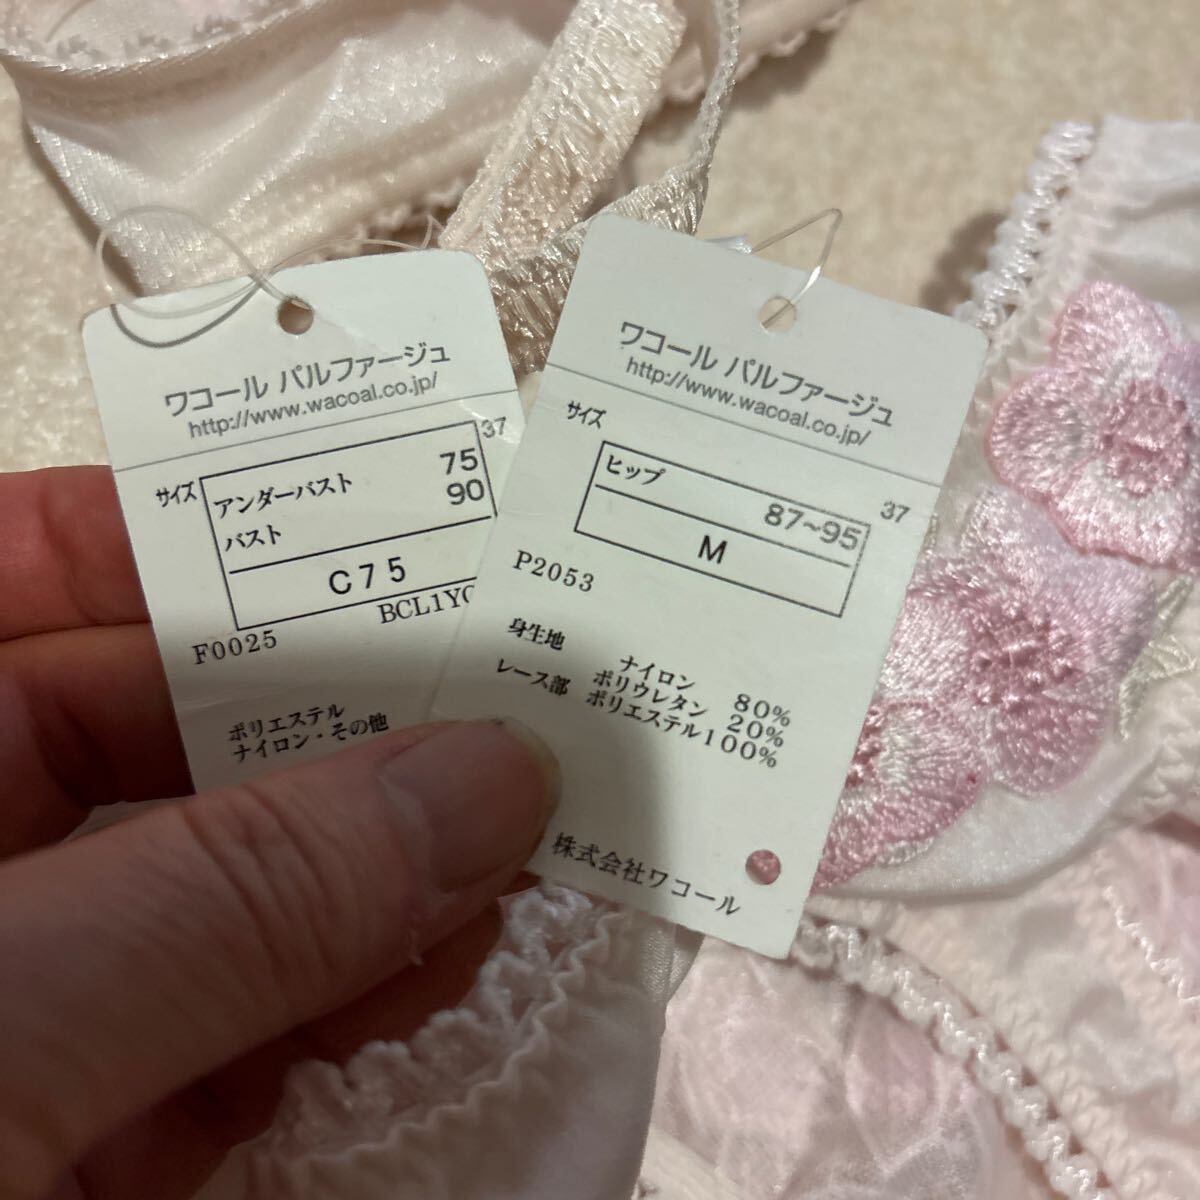 ワコール パルファージュ
http://www.wacoal.co.jp/
37
サイズ
アンダーバスト 75
バスト 90
C75
F0025
ポリエステル
ナイロン・その他
ワコール パルファージュ
http://www.wacoal.co.jp/
サイズ
37
ヒップ
87~95
M
P2053
身生地 ナイロン 80%
ポリウレタン 20%
レース部 ポリエステル100%
株式会社ワコール